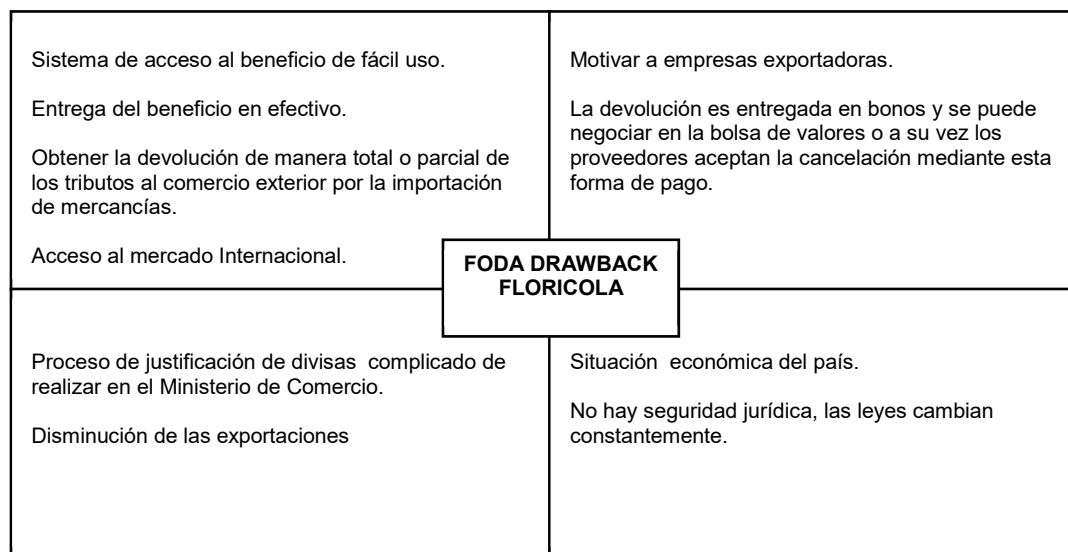 Sistema de acceso al beneficio de fácil uso.
Entrega del beneficio en efectivo.
Obtener la devolución de manera total o parcial de
los tributos al comercio exterior por la importación
de mercancías.
Acceso al mercado Internacional.
Motivar a empresas exportadoras.
La devolución es entregada en bonos y se puede
negociar en la bolsa de valores o a su vez los
proveedores aceptan la cancelación mediante esta
forma de pago.
FODA DRAWBACK
FLORICOLA
Proceso de justificación de divisas  complicado de
realizar en el Ministerio de Comercio.
Disminución de las exportaciones
Situación  económica del país.
No hay seguridad jurídica, las leyes cambian
constantemente.